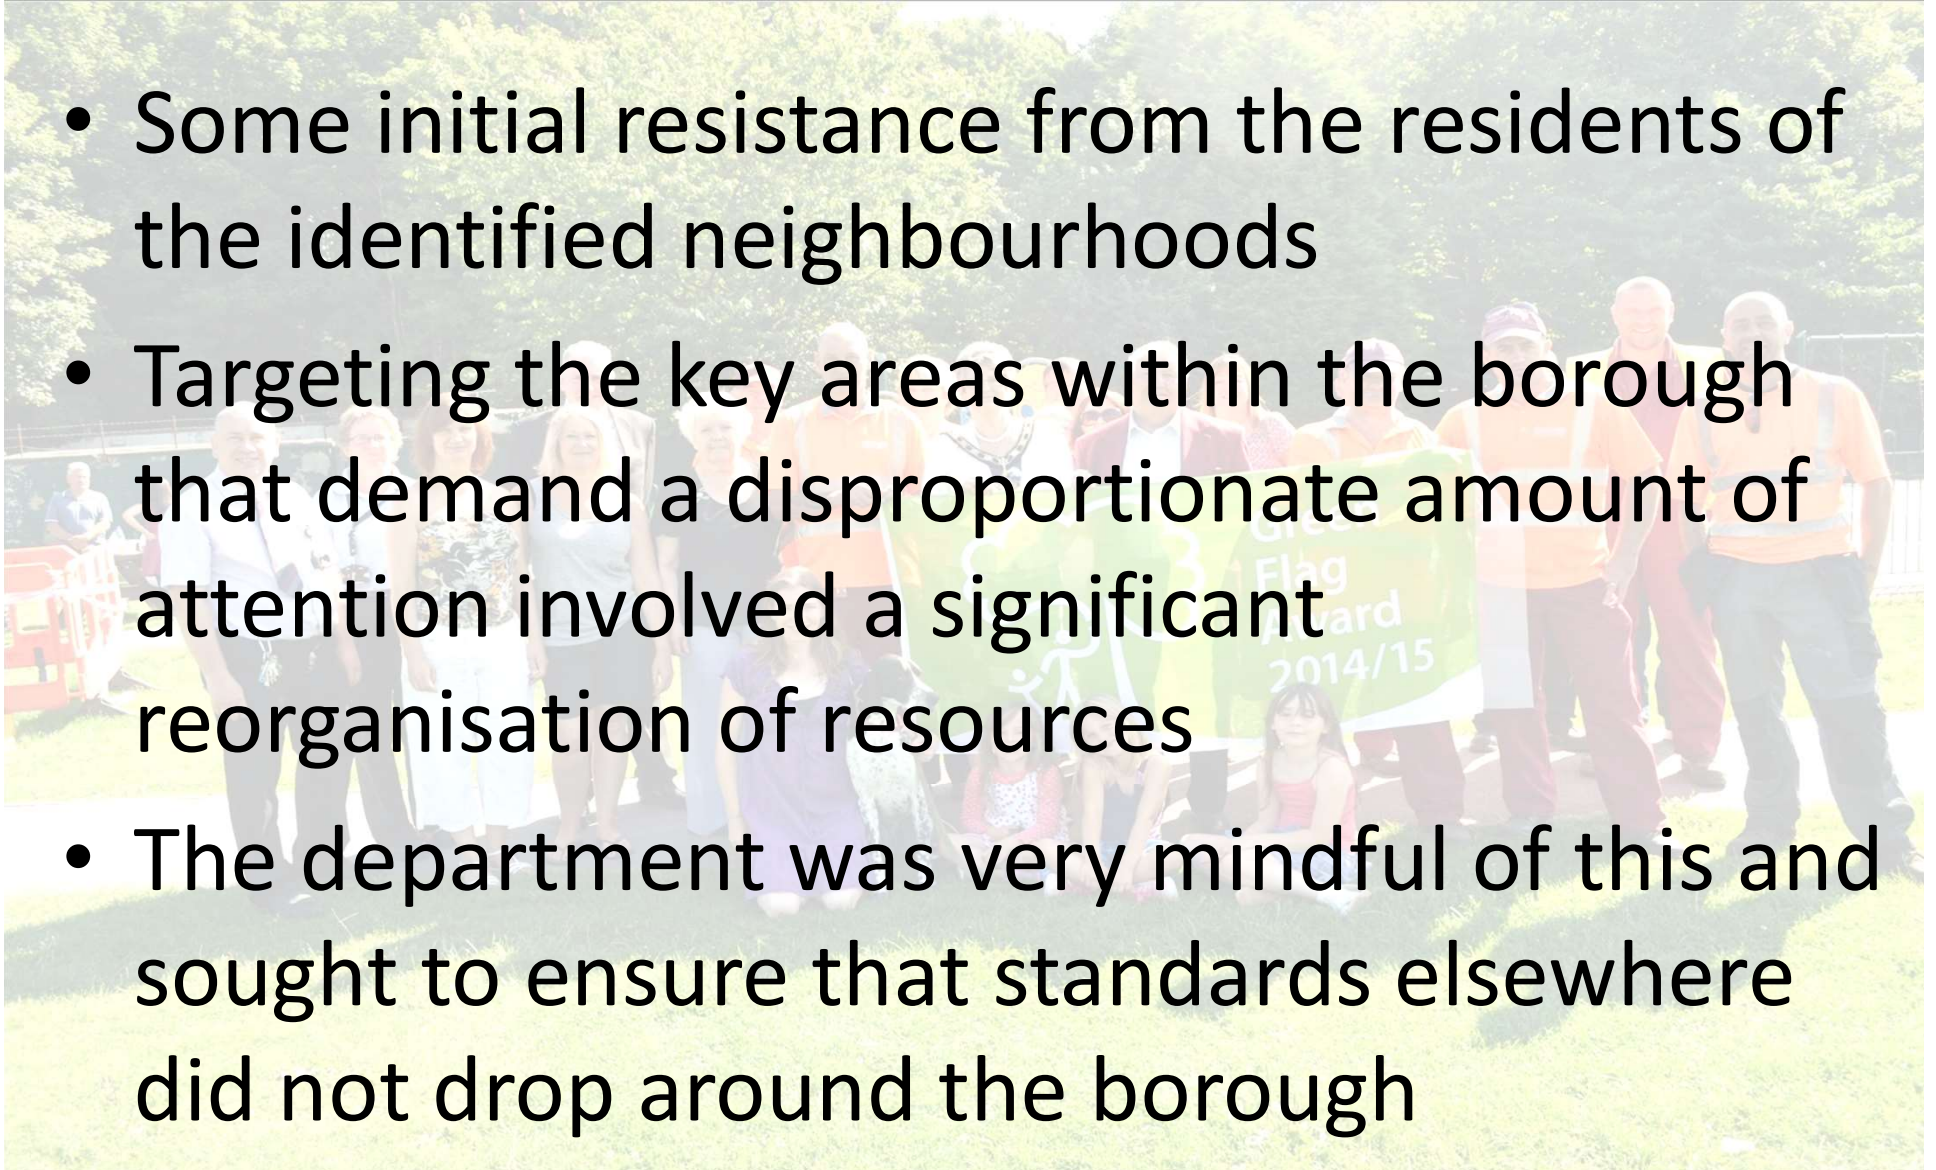 • Some initial resistance from the residents of
the identified neighbourhoods
• Targeting the key areas within the borough
that demand a disproportionate amount of
attention involved a significant
reorganisation of resources
• The department was very mindful of this and
sought to ensure that standards elsewhere
did not drop around the borough
Green
Flag
Award
2014/15